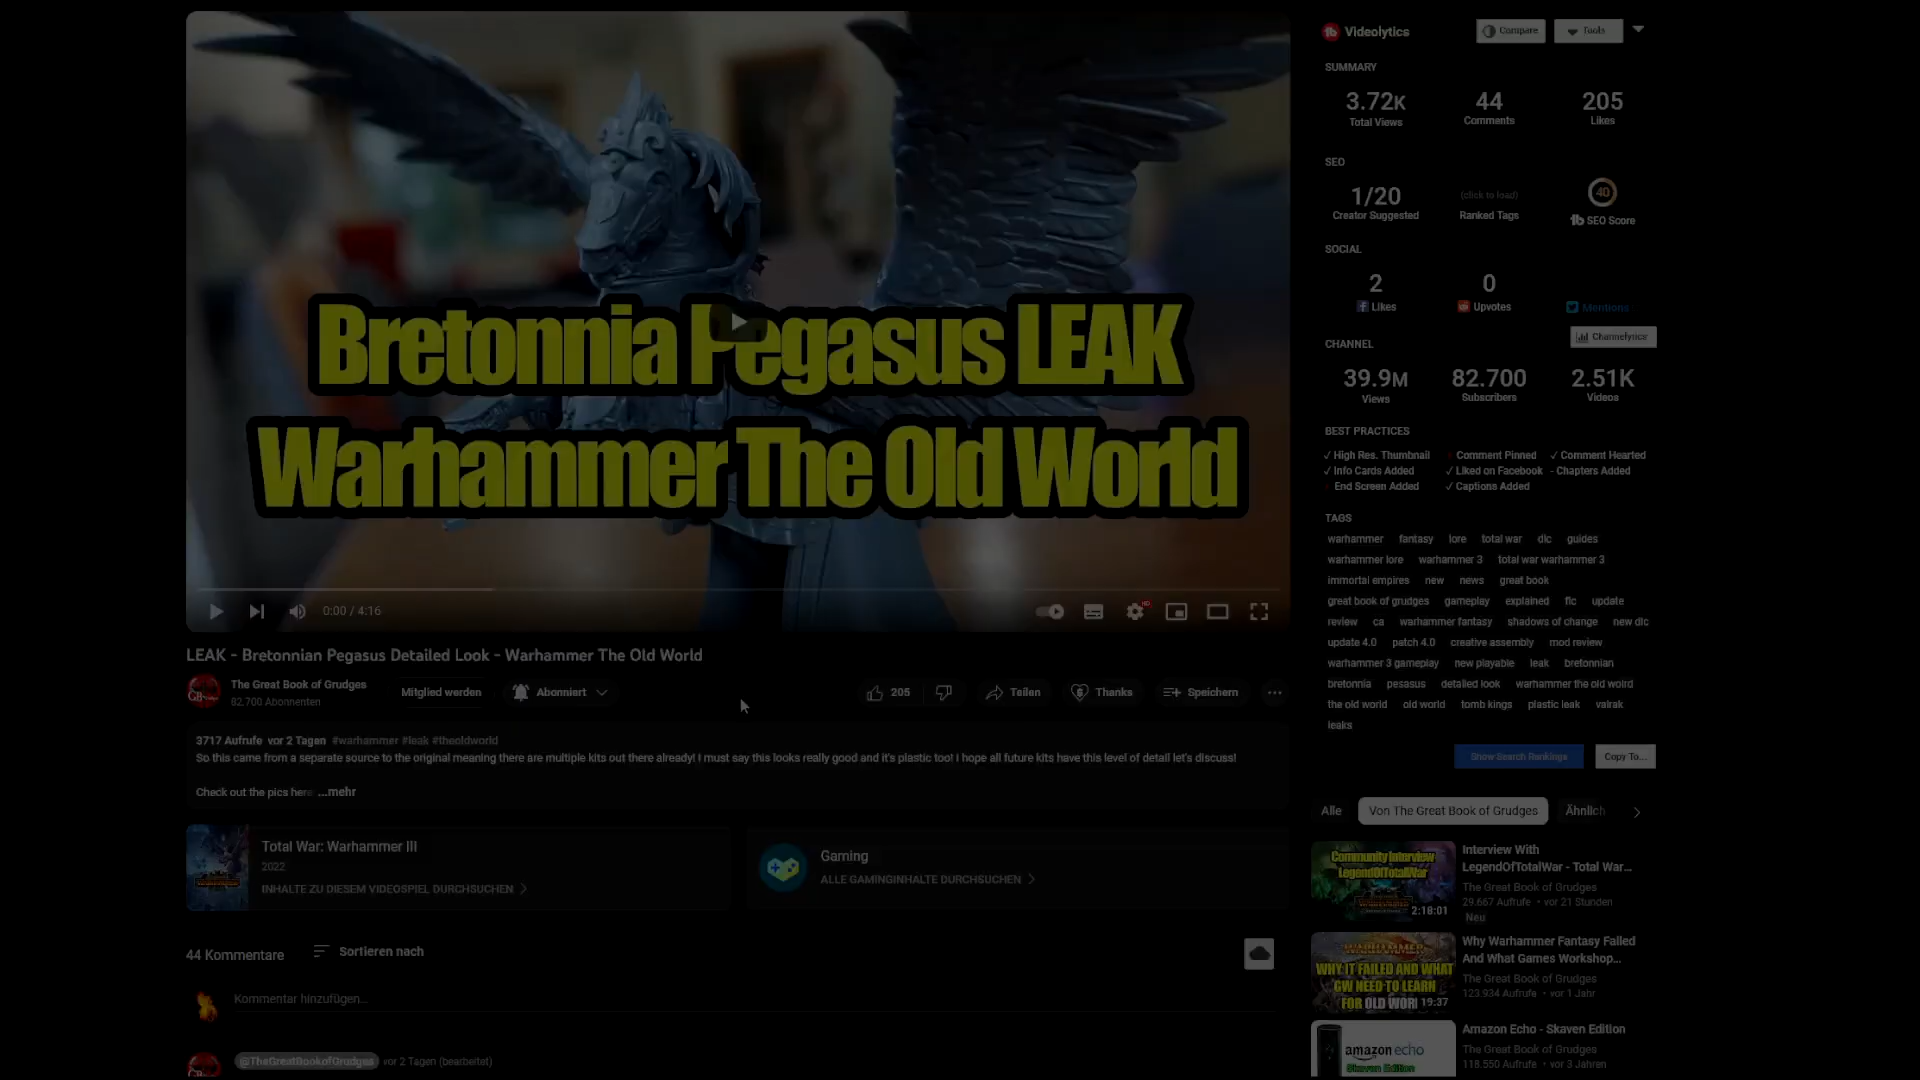 Bretonnia Pegasus LEAK
Warhammer The Old World
0:00 / 4:16
LEAK - Bretonnian Pegasus Detailed Look - Warhammer The Old World
The Great Book of Grudges
82.700 Abonnenten
Mitglied werden
Abonniert
205
Teilen
Thanks
Speichern
3717 Aufrufe vor 2 Tagen #warhammer #leak #theoldworld
So this came from a separate source to the original meaning there are multiple kits out there already! I must say this looks really good and it's plastic too! I hope all future kits have this level of detail let's discuss!
Check out the pics here ...mehr
Total War: Warhammer III
2022
INHALTE ZU DIESEM VIDEOSPIEL DURCHSUCHEN
Gaming
ALLE GAMINGINHALTE DURCHSUCHEN
44 Kommentare
Sortieren nach
Kommentar hinzufügen...
@TheGreatBookofGrudges vor 2 Tagen (bearbeitet)
Videolytics
Compare
Tools
SUMMARY
3.72K 44 205
Total Views Comments Likes
SEO
1/20 (click to load) 40
Creator Suggested Ranked Tags SEO Score
SOCIAL
2 0
Likes Upvotes Mentions
CHANNEL
Channelytics
39.9M 82.700 2.51K
Views Subscribers Videos
BEST PRACTICES
✓ High Res. Thumbnail Comment Pinned ✓ Comment Hearted
✓ Info Cards Added ✓ Liked on Facebook - Chapters Added
End Screen Added ✓ Captions Added
TAGS
warhammer fantasy lore total war dlc guides
warhammer lore warhammer 3 total war warhammer 3
immortal empires new news great book
great book of grudges gameplay explained flc update
review ca warhammer fantasy shadows of change new dlc
update 4.0 patch 4.0 creative assembly mod review
warhammer 3 gameplay new playable leak bretonnian
bretonnia pegasus detailed look warhammer the old wolrd
the old world old world tomb kings plastic leak valrak
leaks
Show Search Rankings
Copy To...
Alle
Von The Great Book of Grudges
Ähnlich
Community Interview
LegendOfTotalWar
2:18:01
Interview With
LegendOfTotalWar - Total War...
The Great Book of Grudges
29.667 Aufrufe • vor 21 Stunden
Neu
WARHAMMER
WHY IT FAILED AND WHAT
GW NEED TO LEARN
FOR OLD WORL
19:37
Why Warhammer Fantasy Failed
And What Games Workshop...
The Great Book of Grudges
123.934 Aufrufe • vor 1 Jahr
amazon echo
Skaven Edition
Amazon Echo - Skaven Edition
The Great Book of Grudges
118.550 Aufrufe • vor 3 Jahren